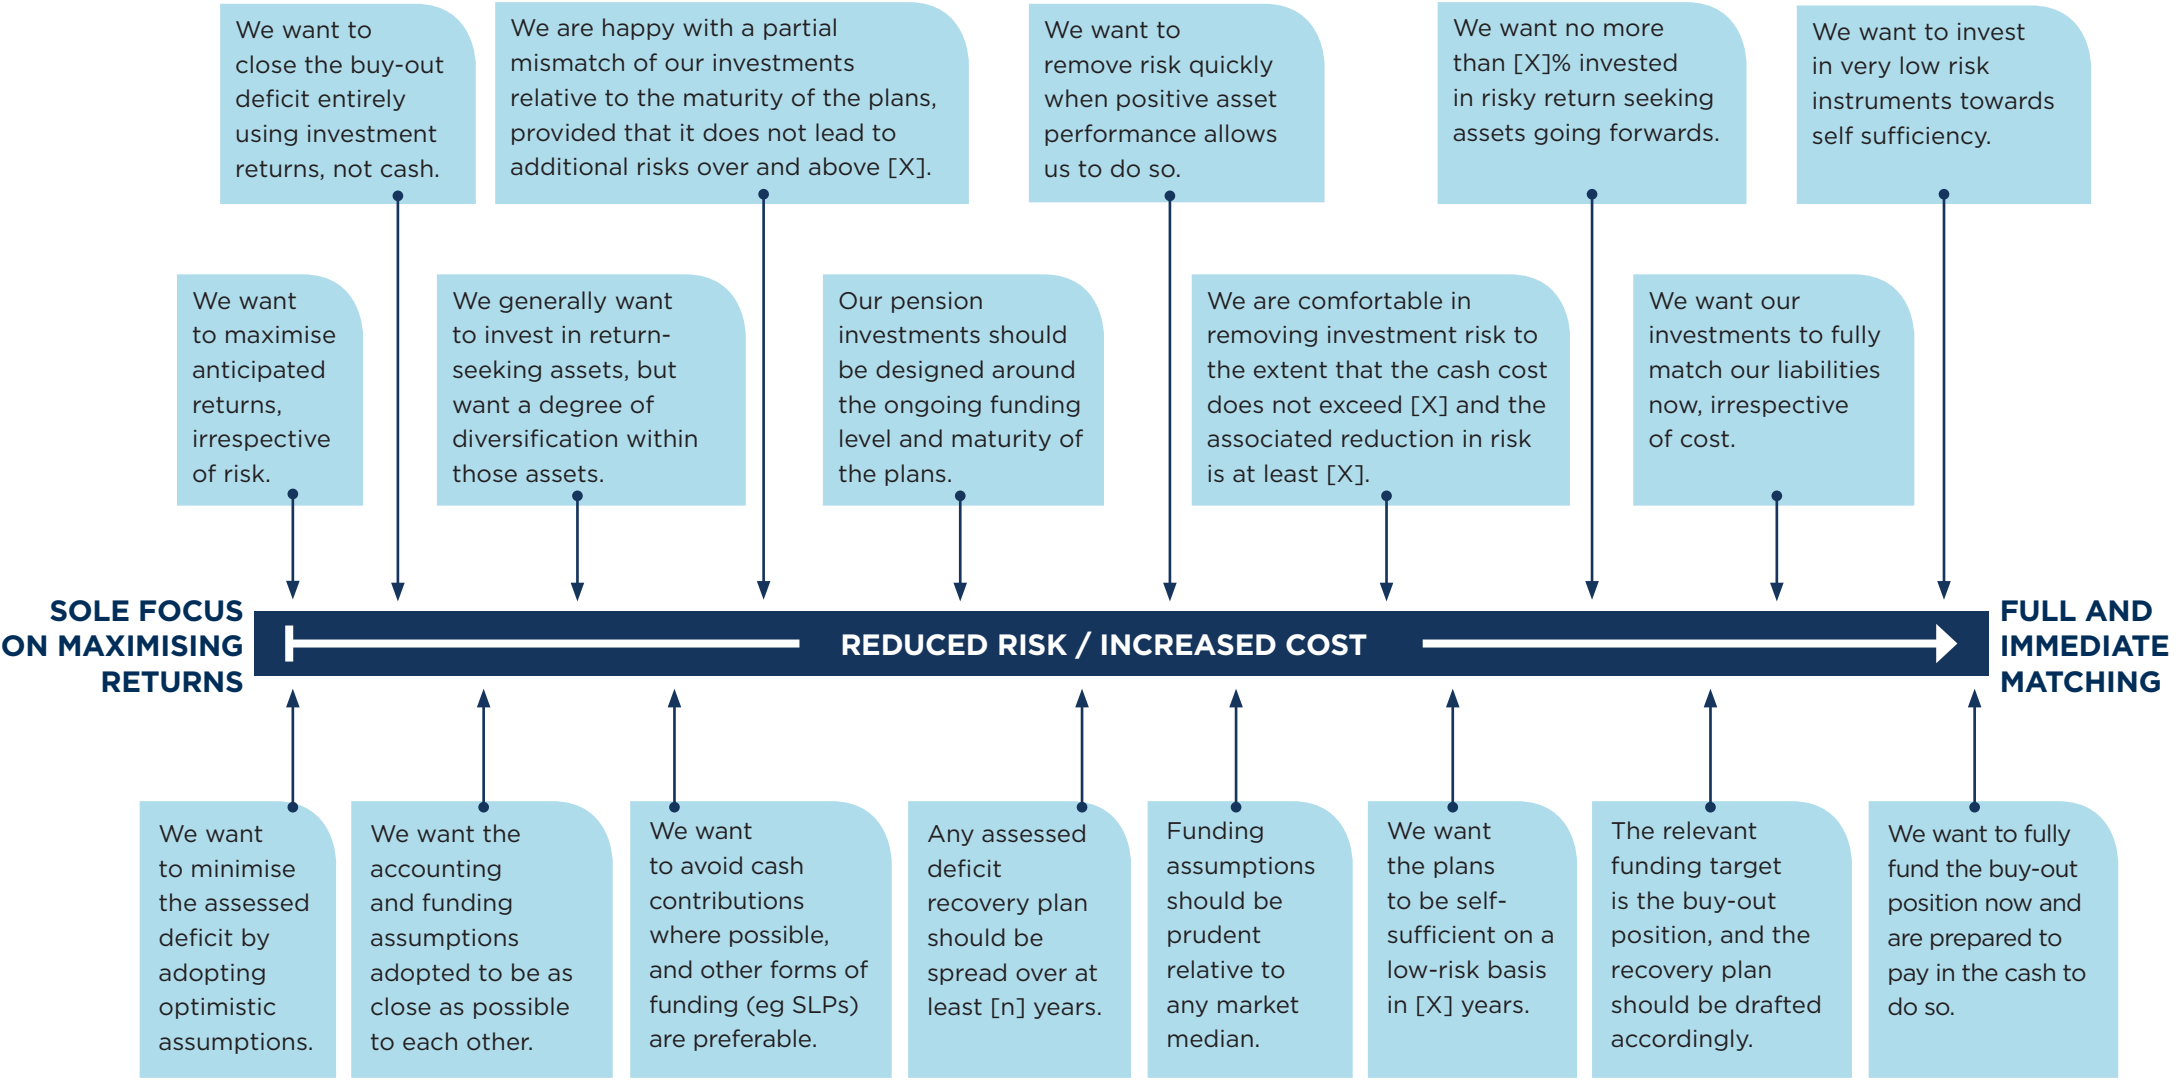 We want to
close the buy-out
deficit entirely
using investment
returns, not cash.
We are happy with a partial
mismatch of our investments
relative to the maturity of the plans,
provided that it does not lead to
additional risks over and above [X].
We want to
remove risk quickly
when positive asset
performance allows
us to do so.
We want no more
than [X]% invested
in risky return seeking
assets going forwards.
We want to invest
in very low risk
instruments towards
self sufficiency.
We want
to maximise
anticipated
returns,
irrespective
of risk.
We generally want
to invest in return-
seeking assets, but
want a degree of
diversification within
those assets.
Our pension
investments should
be designed around
the ongoing funding
level and maturity of
the plans.
We are comfortable in
removing investment risk to
the extent that the cash cost
does not exceed [X] and the
associated reduction in risk
is at least [X].
We want our
investments to fully
match our liabilities
now, irrespective
of cost.
SOLE FOCUS
ON MAXIMISING
RETURNS
REDUCED RISK / INCREASED COST
FULL AND
IMMEDIATE
MATCHING
We want
to minimise
the assessed
deficit by
adopting
optimistic
assumptions.
We want the
accounting
and funding
assumptions
adopted to be as
close as possible
to each other.
We want
to avoid cash
contributions
where possible,
and other forms of
funding (eg SLPs)
are preferable.
Any assessed
deficit
recovery plan
should be
spread over at
least [n] years.
Funding
assumptions
should be
prudent
relative to
any market
median.
We want
the plans
to be self-
sufficient on a
low-risk basis
in [X] years.
The relevant
funding target
is the buy-out
position, and the
recovery plan
should be drafted
accordingly.
We want to fully
fund the buy-out
position now and
are prepared to
pay in the cash to
do so.